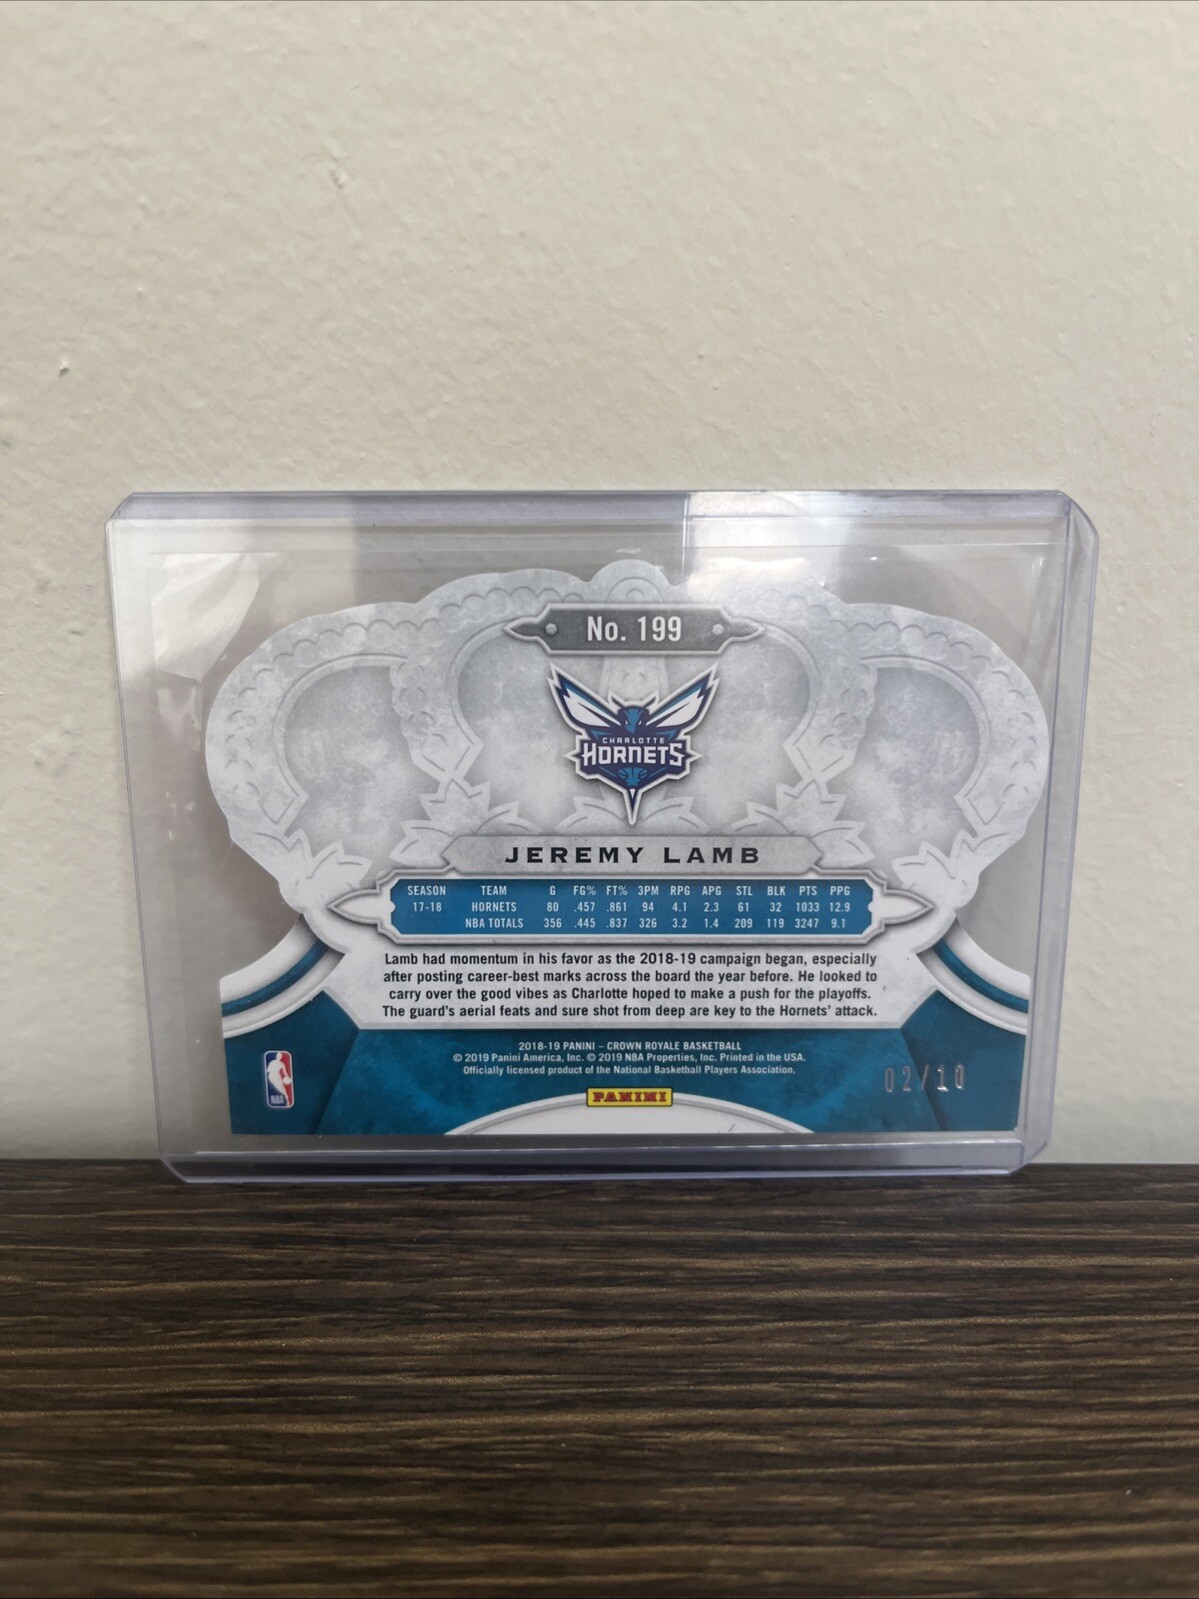 No. 199
CHARLOTTE
HORNETS
JEREMY LAMB
SEASON TEAM G FG% FT% 3PM RPG APG STL BLK PTS PPG
17-18 HORNETS 80 .457 .861 94 4.1 2.3 61 32 1033 12.9
NBA TOTALS 356 .445 .837 326 3.2 1.4 209 119 3247 9.1
Lamb had momentum in his favor as the 2018-19 campaign began, especially
after posting career-best marks across the board the year before. He looked to
carry over the good vibes as Charlotte hoped to make a push for the playoffs.
The guard's aerial feats and sure shot from deep are key to the Hornets' attack.
2018-19 PANINI – CROWN ROYALE BASKETBALL
© 2019 Panini America, Inc. © 2019 NBA Properties, Inc. Printed in the USA.
Officially licensed product of the National Basketball Players Association.
02/10
NBA
PANINI